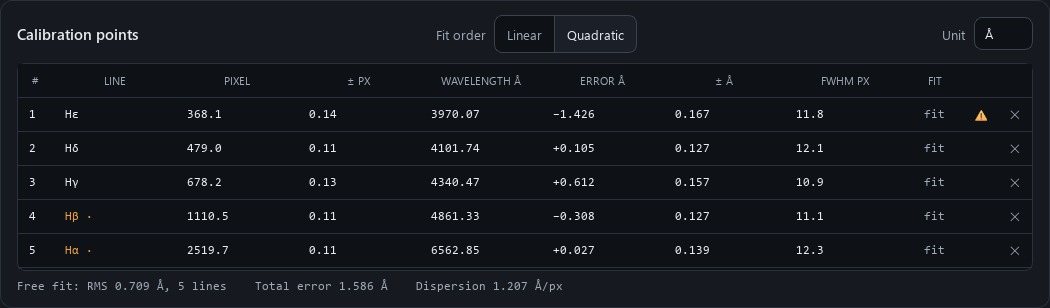 Calibration points Fit order Linear Quadratic Unit Å
# LINE PIXEL ± PX WAVELENGTH Å ERROR Å ± Å FWHM PX FIT
1 Hε 368.1 0.14 3970.07 −1.426 0.167 11.8 fit
2 Hδ 479.0 0.11 4101.74 +0.105 0.127 12.1 fit
3 Hγ 678.2 0.13 4340.47 +0.612 0.157 10.9 fit
4 Hβ · 1110.5 0.11 4861.33 −0.308 0.127 11.1 fit
5 Hα · 2519.7 0.11 6562.85 +0.027 0.139 12.3 fit
Free fit: RMS 0.709 Å, 5 lines Total error 1.586 Å Dispersion 1.207 Å/px